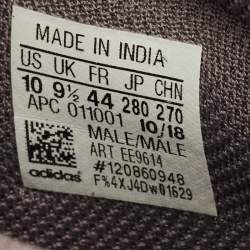 MADE IN INDIA
US UK FR JP CHN
10 9½ 44 280 270
APC 011001 10/18
MALE/MALE
ART EE9614
#120860948
adidas F%4XJ4Dw01629